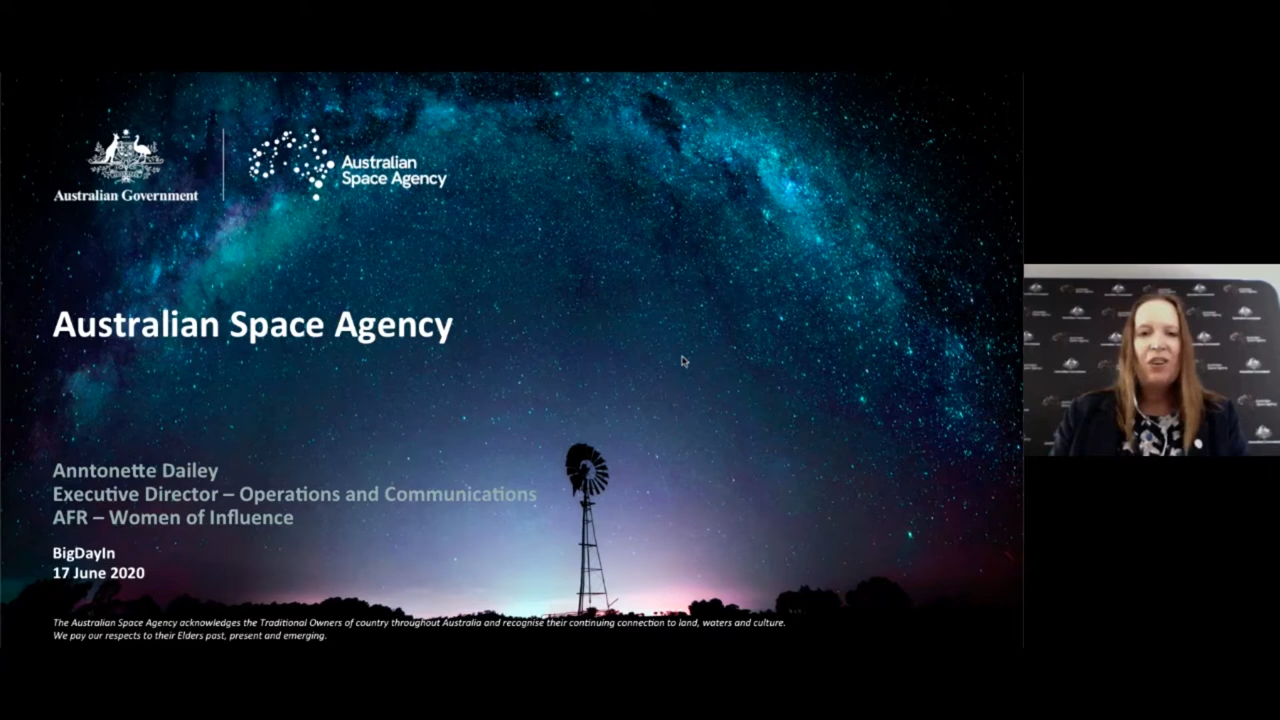 Australian Government
Australian
Space Agency
Australian Space Agency
Anntonette Dailey
Executive Director – Operations and Communications
AFR – Women of Influence
BigDayIn
17 June 2020
The Australian Space Agency acknowledges the Traditional Owners of country throughout Australia and recognise their continuing connection to land, waters and culture.
We pay our respects to their Elders past, present and emerging.